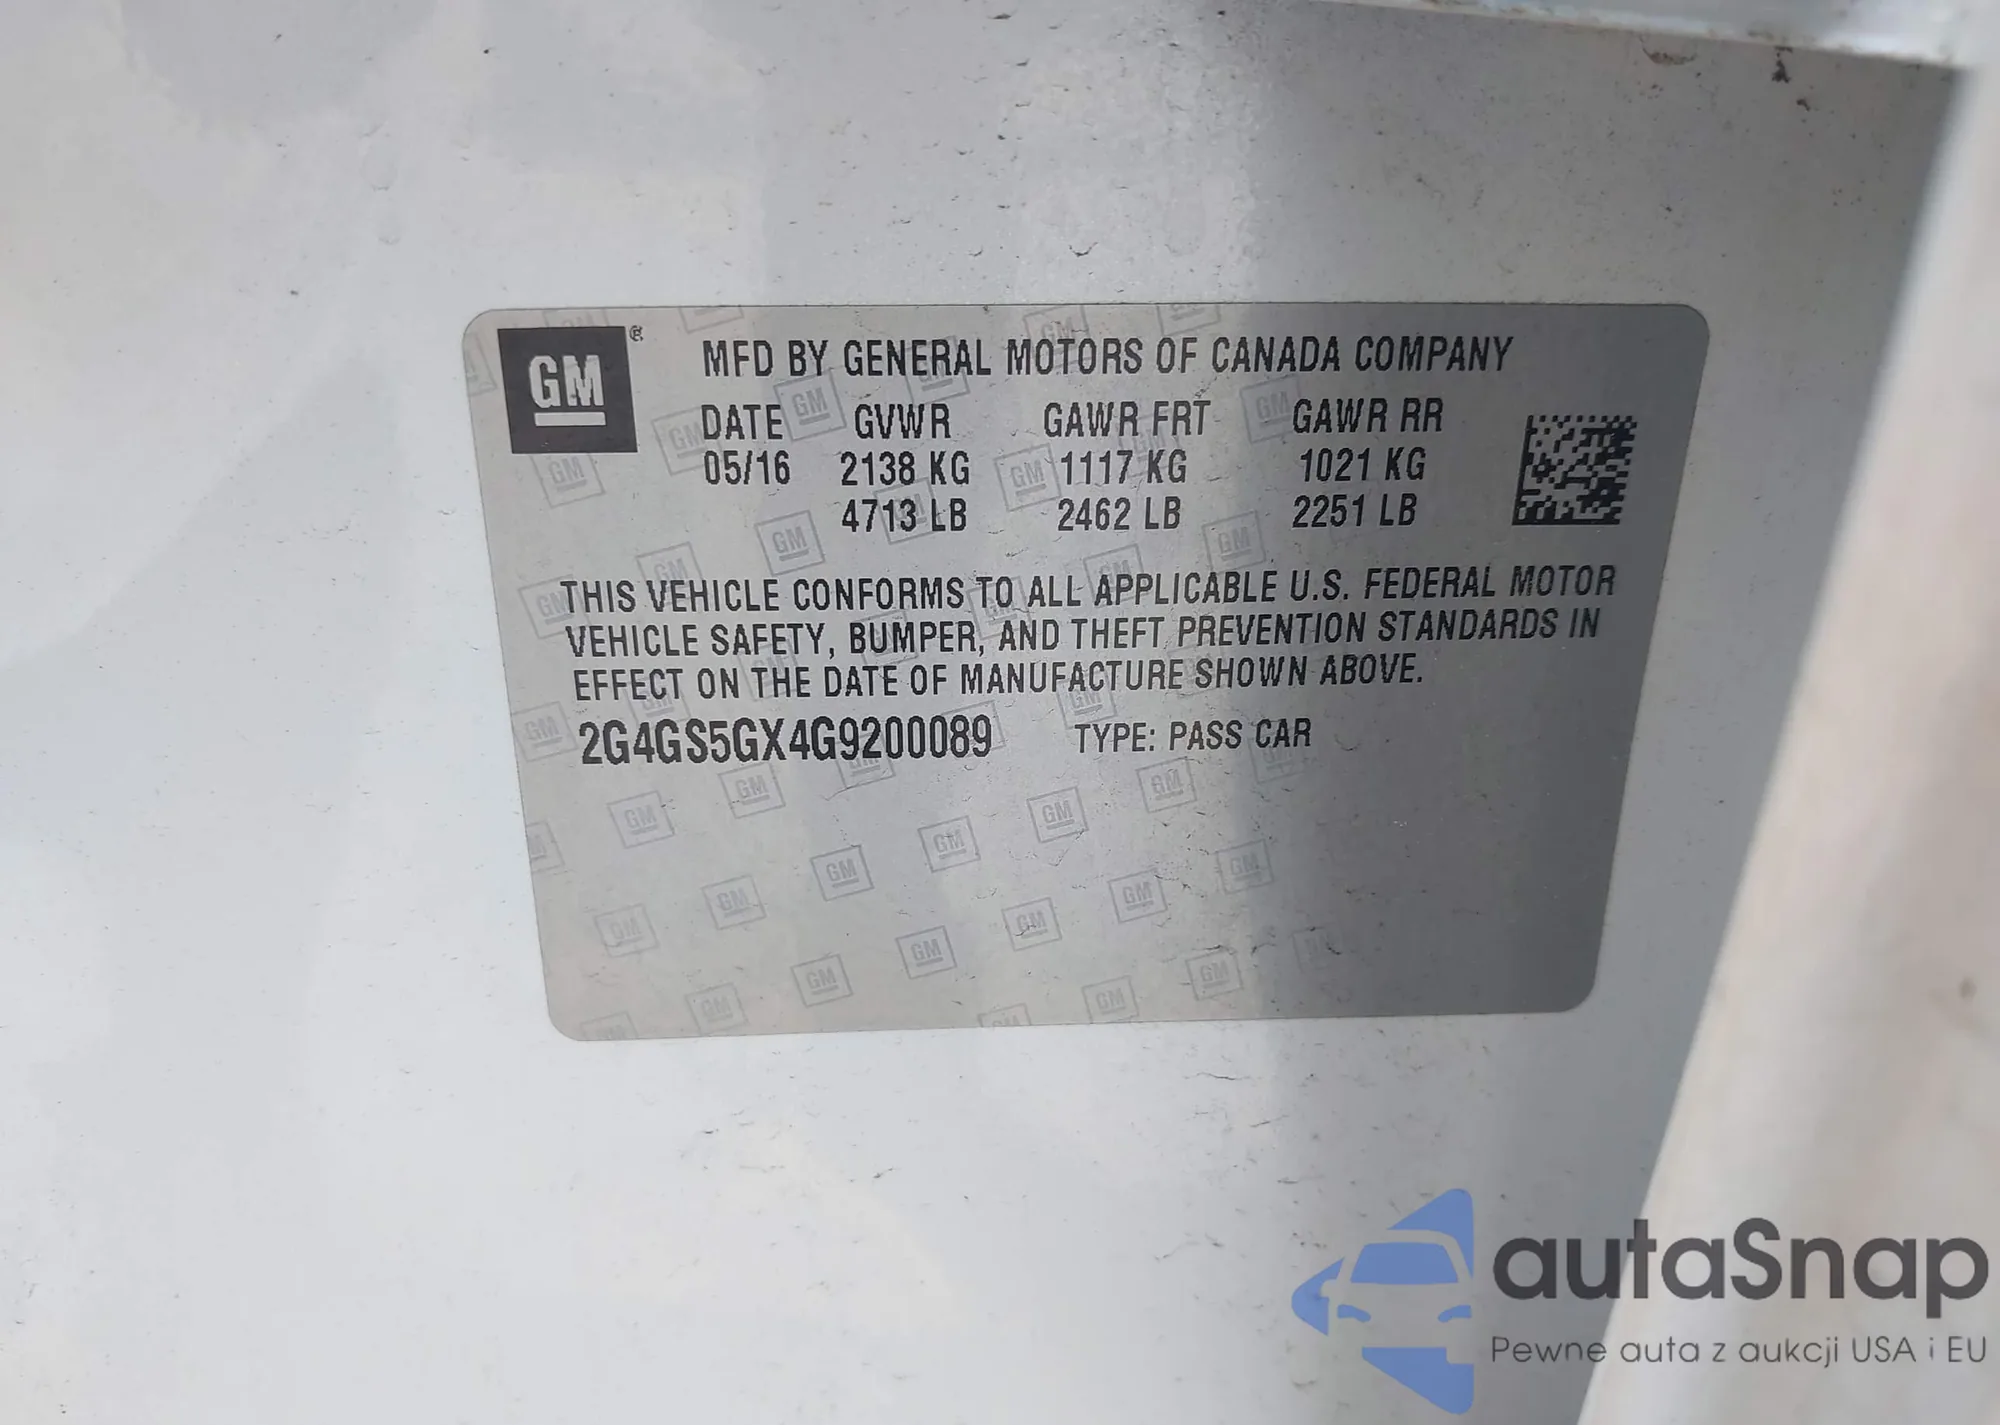 GM ®
MFD BY GENERAL MOTORS OF CANADA COMPANY
DATE GVWR GAWR FRT GAWR RR
05/16 2138 KG 1117 KG 1021 KG
4713 LB 2462 LB 2251 LB
THIS VEHICLE CONFORMS TO ALL APPLICABLE U.S. FEDERAL MOTOR
VEHICLE SAFETY, BUMPER, AND THEFT PREVENTION STANDARDS IN
EFFECT ON THE DATE OF MANUFACTURE SHOWN ABOVE.
2G4GS5GX4G9200089 TYPE: PASS CAR
autaSnap
Pewne auta z aukcji USA i EU